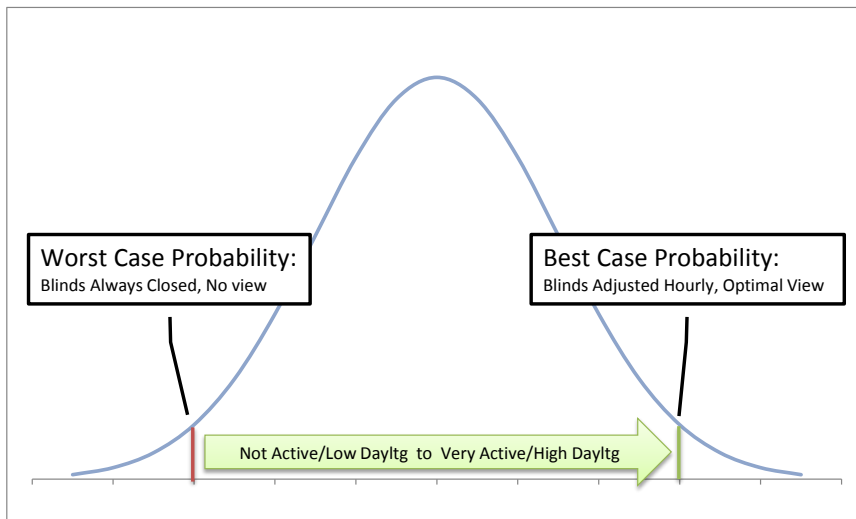 Worst Case Probability:
Blinds Always Closed, No view
Best Case Probability:
Blinds Adjusted Hourly, Optimal View
Not Active/Low Dayltg to Very Active/High Dayltg